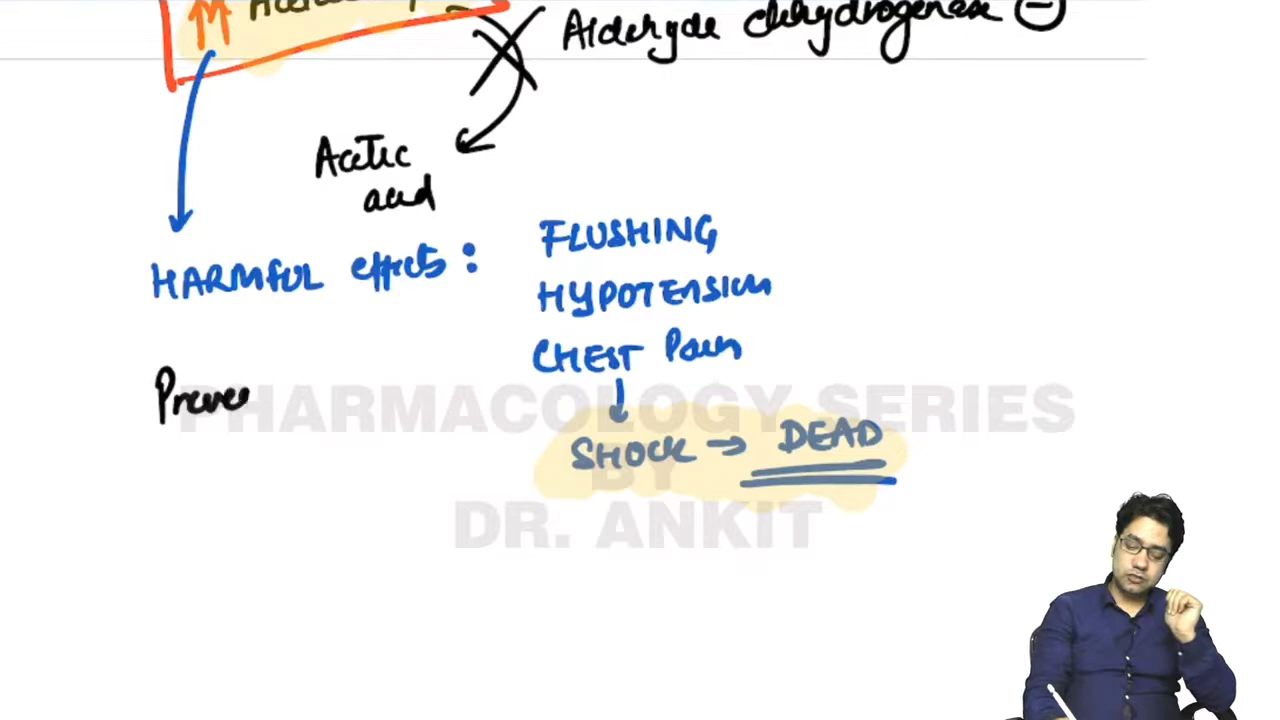 Aldehyde dehydrogenase
Acetic
acid
HARMFUL effects :
FLUSHING
HYPOTENSION
CHEST Pain
Preve
SHOCK → DEAD
PHARMACOLOGY SERIES
BY
DR. ANKIT